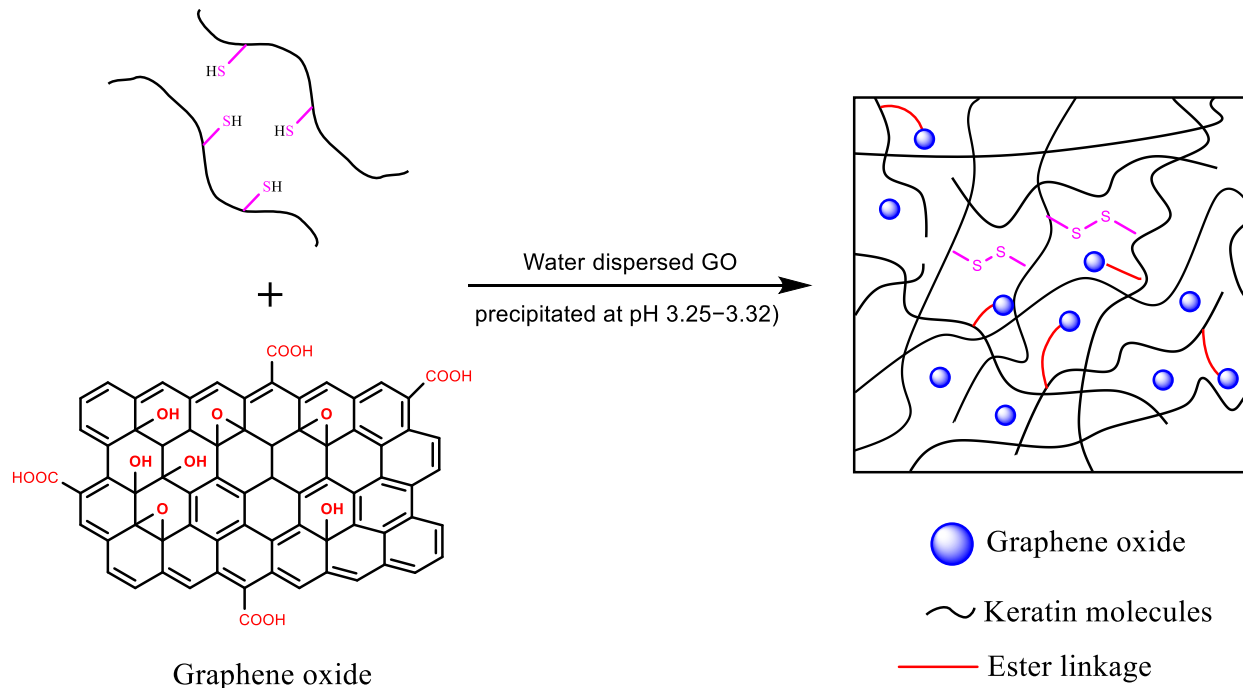 HS
SH
HS
SH
+
Water dispersed GO
precipitated at pH 3.25−3.32)
COOH
COOH
OH
O
O
OH
OH
HOOC
O
OH
COOH
Graphene oxide
S
S
S
S
Graphene oxide
Keratin molecules
Ester linkage